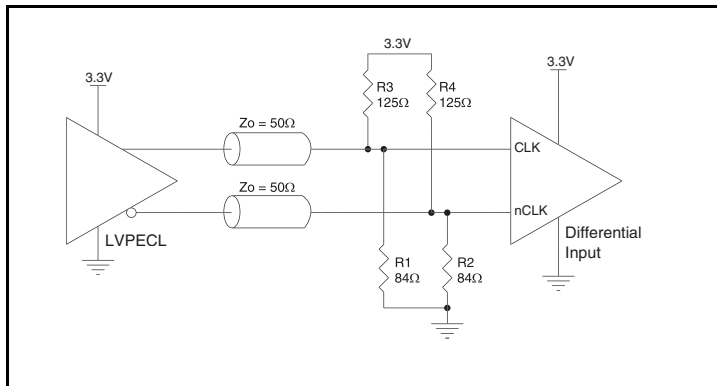 3.3V
3.3V
R3
125Ω
R4
125Ω
3.3V
Zo = 50Ω
CLK
Zo = 50Ω
nCLK
LVPECL
Differential
Input
R1
84Ω
R2
84Ω